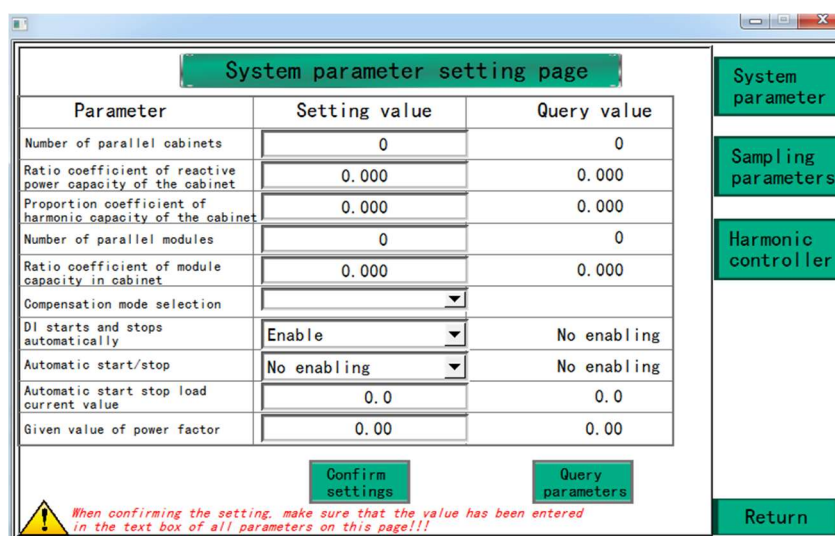 System parameter setting page
Parameter Setting value Query value
Number of parallel cabinets 0 0
Ratio coefficient of reactive
power capacity of the cabinet 0.000 0.000
Proportion coefficient of
harmonic capacity of the cabinet 0.000 0.000
Number of parallel modules 0 0
Ratio coefficient of module
capacity in cabinet 0.000 0.000
Compensation mode selection
DI starts and stops
automatically Enable No enabling
Automatic start/stop No enabling No enabling
Automatic start stop load
current value 0.0 0.0
Given value of power factor 0.00 0.00
Confirm
settings
Query
parameters
When confirming the setting, make sure that the value has been entered
in the text box of all parameters on this page!!!
System
parameter
Sampling
parameters
Harmonic
controller
Return